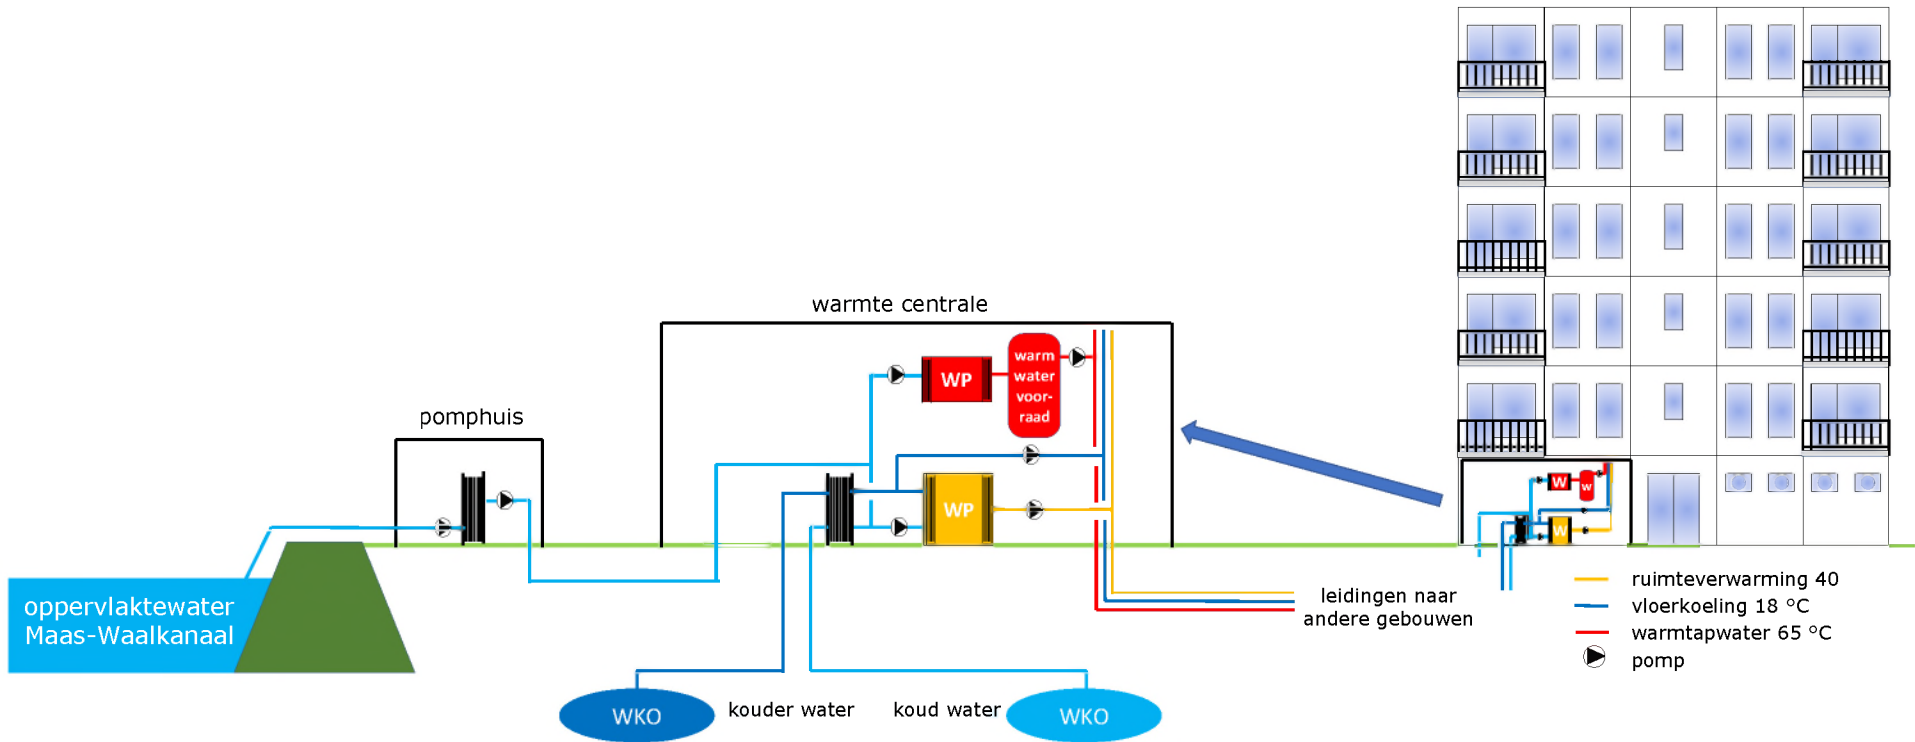 warmte centrale
warm
water
voor-
raad
WP
pomphuis
WP
W
w
W
oppervlaktewater
Maas-Waalkanaal
leidingen naar
andere gebouwen
ruimteverwarming 40
vloerkoeling 18 °C
warmtapwater 65 °C
pomp
WKO
kouder water
koud water
WKO